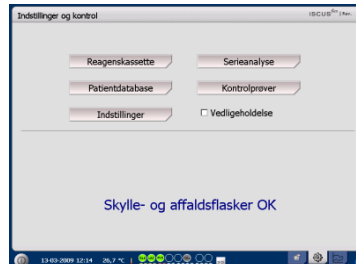 Indstillinger og kontrol
ISCUS
Reagenskassette
Serieanalyse
Patientdatabase
Kontrolprøver
Indstillinger
Vedligeholdelse
Skylle- og affaldsflasker OK
13-03-2009 12:14 26,7 °C